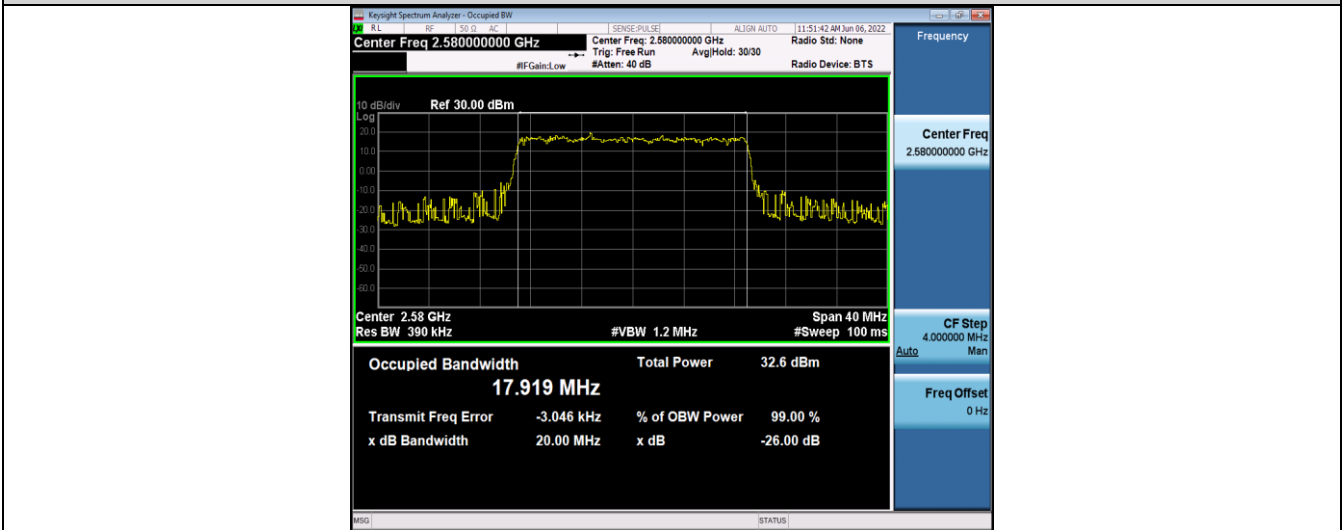 Keysight Spectrum Analyzer - Occupied BW
RL RF 50 Ω AC SENSE:PULSE ALIGN AUTO 11:51:42 AM Jun 06, 2022
Center Freq 2.580000000 GHz
Center Freq: 2.580000000 GHz Radio Std: None
Trig: Free Run Avg|Hold: 30/30
#IFGain:Low #Atten: 40 dB Radio Device: BTS
10 dB/div Ref 30.00 dBm
Log
20.0
10.0
0.00
-10.0
-20.0
-30.0
-40.0
-50.0
-60.0
Center 2.58 GHz Span 40 MHz
Res BW 390 kHz #VBW 1.2 MHz #Sweep 100 ms
Occupied Bandwidth Total Power 32.6 dBm
17.919 MHz
Transmit Freq Error -3.046 kHz % of OBW Power 99.00 %
x dB Bandwidth 20.00 MHz x dB -26.00 dB
MSG STATUS
Frequency
Center Freq
2.580000000 GHz
CF Step
4.000000 MHz
Auto Man
Freq Offset
0 Hz